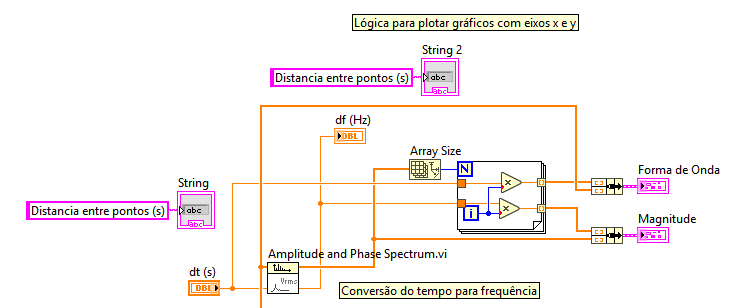 Lógica para plotar gráficos com eixos x e y
String 2
Distancia entre pontos (s)
abc
abc
df (Hz)
DBL
Array Size
N
String
Forma de Onda
Distancia entre pontos (s)
abc
abc
i
Magnitude
Amplitude and Phase Spectrum.vi
dt (s)
DBL
Vrms
Conversão do tempo para frequência